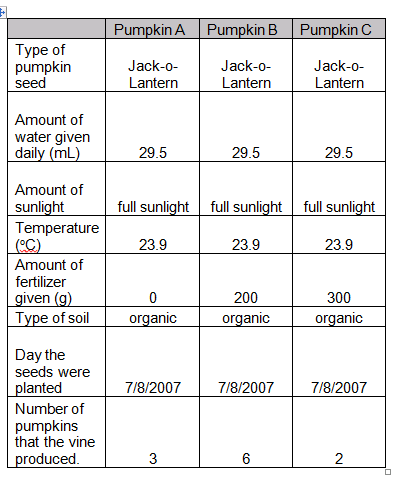 Pumpkin A Pumpkin B Pumpkin C
Type of
pumpkin Jack-o- Jack-o- Jack-o-
seed Lantern Lantern Lantern
Amount of
water given
daily (mL) 29.5 29.5 29.5
Amount of
sunlight full sunlight full sunlight full sunlight
Temperature
(°C) 23.9 23.9 23.9
Amount of
fertilizer
given (g) 0 200 300
Type of soil organic organic organic
Day the
seeds were
planted 7/8/2007 7/8/2007 7/8/2007
Number of
pumpkins
that the vine
produced. 3 6 2